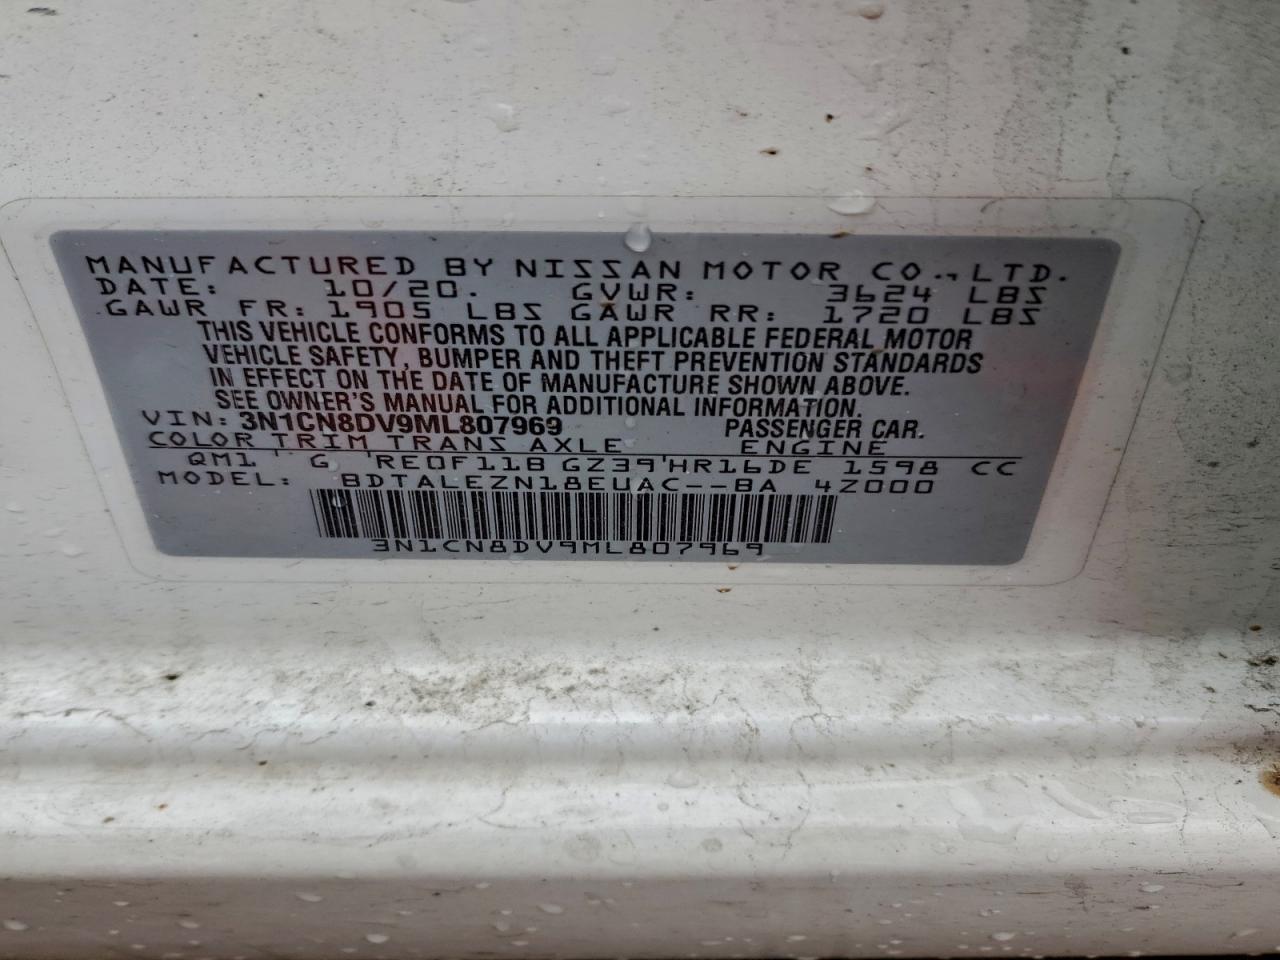 MANUFACTURED BY NISSAN MOTOR CO., LTD.
DATE: 10/20. GVWR: 3624 LBS
GAWR FR: 1905 LBS GAWR RR: 1720 LBS
THIS VEHICLE CONFORMS TO ALL APPLICABLE FEDERAL MOTOR
VEHICLE SAFETY, BUMPER AND THEFT PREVENTION STANDARDS
IN EFFECT ON THE DATE OF MANUFACTURE SHOWN ABOVE.
SEE OWNER'S MANUAL FOR ADDITIONAL INFORMATION.
VIN: 3N1CN8DV9ML807969 PASSENGER CAR.
COLOR TRIM TRANS AXLE ENGINE
QM1 ' G 'RE0F11B GZ39'HR16DE 1598 CC
MODEL: BDTALEZN18EUAC--BA 4Z000
3N1CN8DV9ML807969